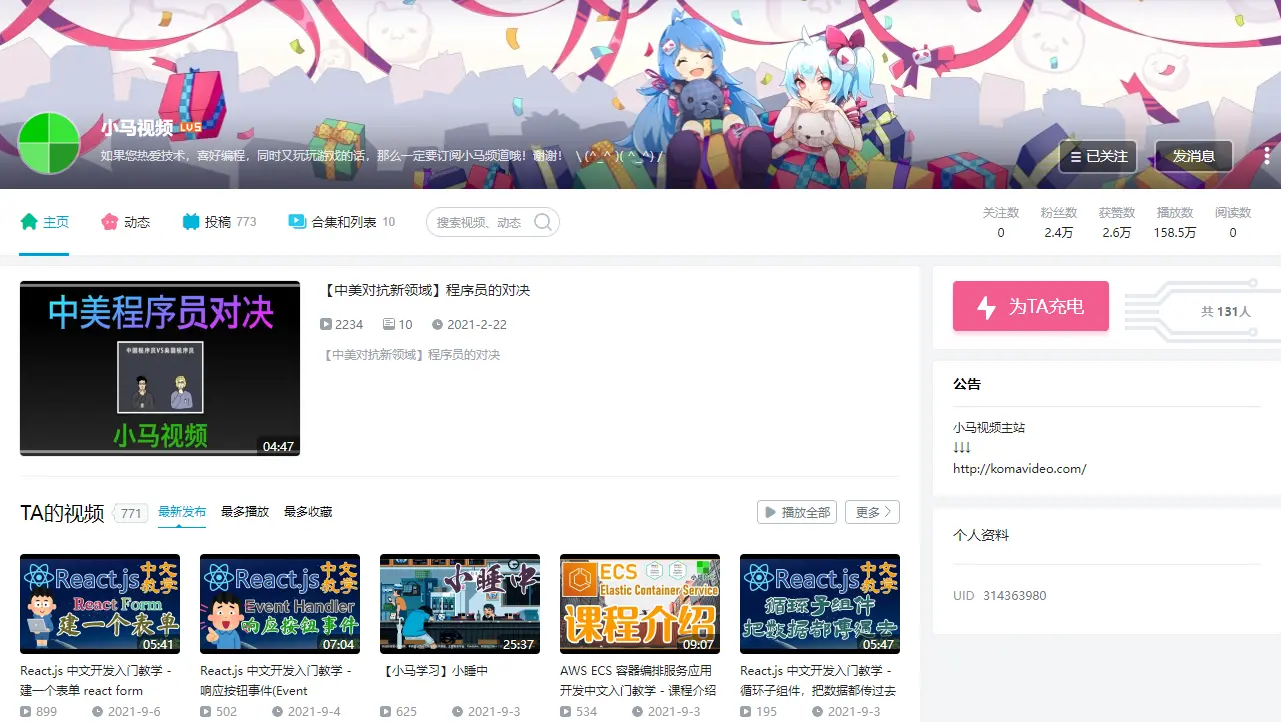 小马视频 LV5
如果您热爱技术，喜好编程，同时又玩玩游戏的话，那么一定要订阅小马频道哦！谢谢！ \(^_^)(^_^)/
已关注
发消息
主页
动态
投稿 773
合集和列表 10
搜索视频、动态
关注数 粉丝数 获赞数 播放数 阅读数
0 2.4万 2.6万 158.5万 0
中美程序员对决
中国程序员VS美国程序员
小马视频
04:47
【中美对抗新领域】程序员的对决
2234 10 2021-2-22
【中美对抗新领域】程序员的对决
为TA充电
共 131人
公告
小马视频主站
↓↓↓
http://komavideo.com/
个人资料
UID 314363980
TA的视频 771 最新发布 最多播放 最多收藏
播放全部 更多
React.js 中文教学
React Form
建一个表单
05:41
React.js 中文开发入门教学 -
建一个表单 react form
899 2021-9-6
React.js 中文教学
Event Handler
响应按钮事件
07:04
React.js 中文开发入门教学 -
响应按钮事件(Event
502 2021-9-4
小睡中
25:37
【小马学习】小睡中
625 2021-9-3
ECS
Elastic Container Service
课程介绍
09:07
AWS ECS 容器编排服务应用
开发中文入门教学 - 课程介绍
534 2021-9-3
React.js 中文教学
循环子组件
把数据都传过去
05:47
React.js 中文开发入门教学 -
循环子组件，把数据都传过去
195 2021-9-3